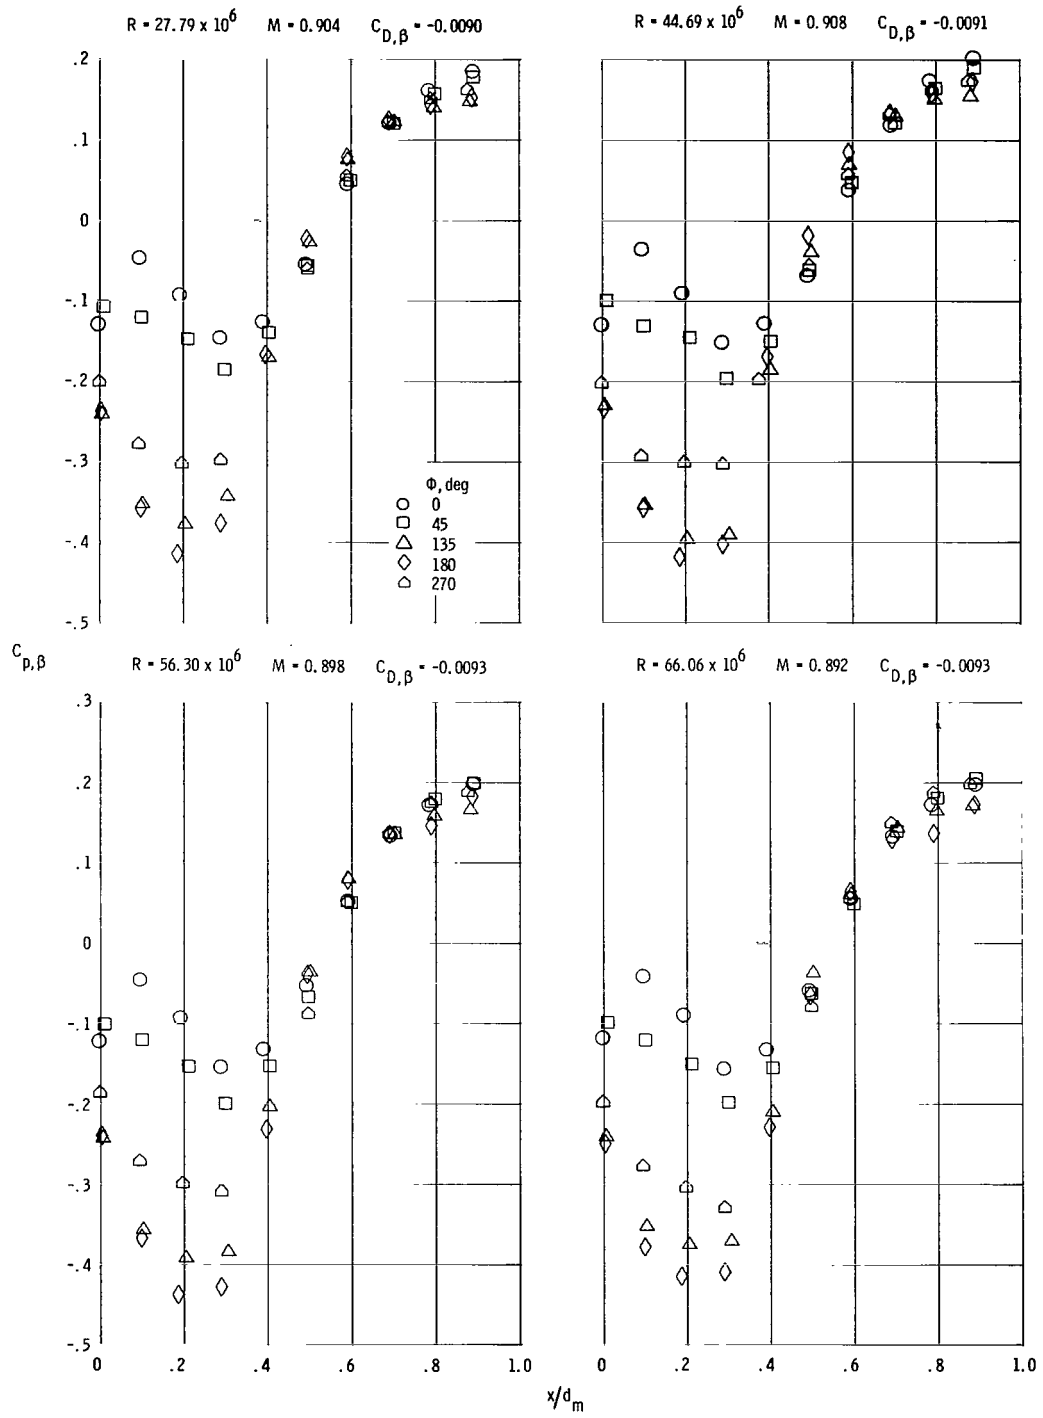 R = 27.79 x 10^6 M = 0.904 C_D,β = -0.0090
R = 44.69 x 10^6 M = 0.908 C_D,β = -0.0091
.2
.1
0
-.1
-.2
-.3
-.4
-.5
Φ, deg
0
45
135
180
270
C_p,β
R = 56.30 x 10^6 M = 0.898 C_D,β = -0.0093
R = 66.06 x 10^6 M = 0.892 C_D,β = -0.0093
.3
.2
.1
0
-.1
-.2
-.3
-.4
-.5
0 .2 .4 .6 .8 1.0
0 .2 .4 .6 .8 1.0
x/d_m